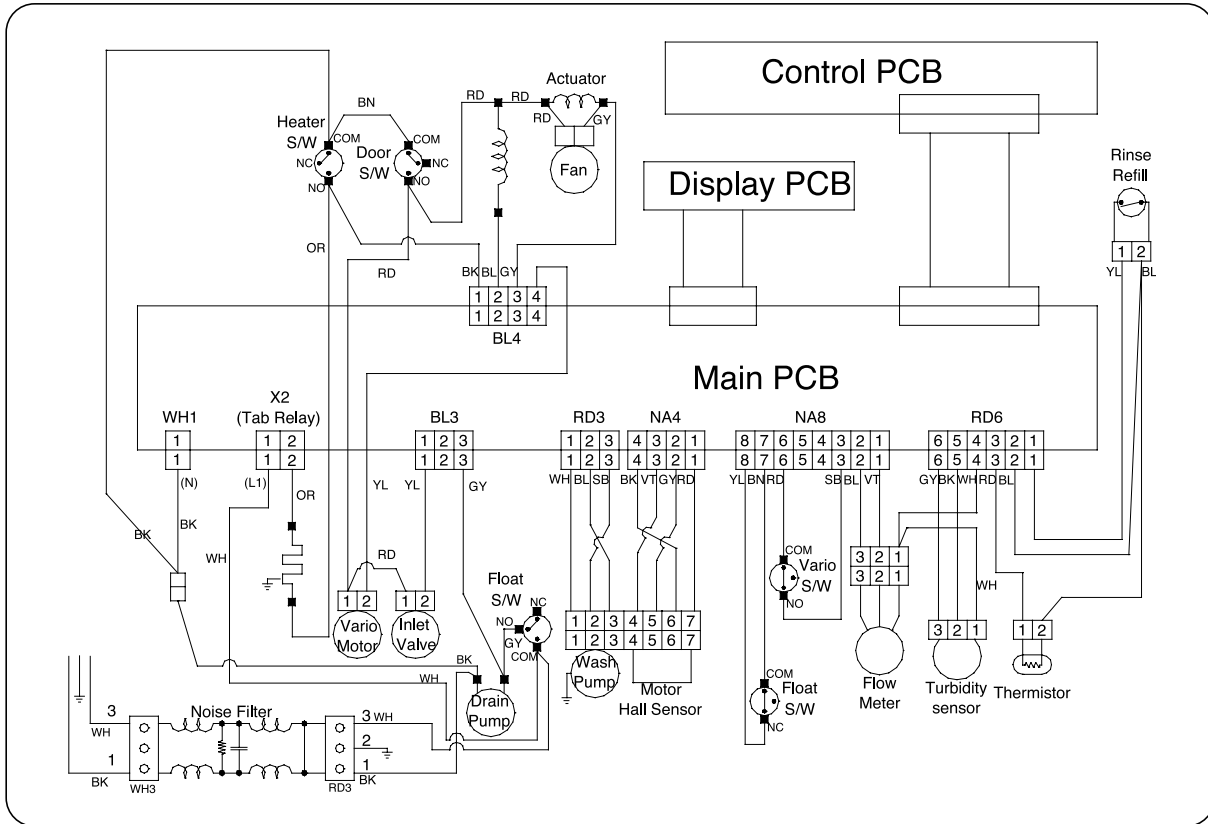 Control PCB
Actuator
RD
RD
RD
GY
BN
Heater
S/W
COM
NC
NO
Door
S/W
COM
NC
NO
Fan
Display PCB
Rinse
Refill
1 2
YL BL
OR
RD
BK BL GY
1 2 3 4
1 2 3 4
BL4
Main PCB
WH1
X2
(Tab Relay)
BL3
RD3
NA4
NA8
RD6
1
1
1 2
1 2
1 2 3
1 2 3
1 2 3
1 2 3
4 3 2 1
4 3 2 1
8 7 6 5 4 3 2 1
8 7 6 5 4 3 2 1
6 5 4 3 2 1
6 5 4 3 2 1
(N)
(L1)
OR
YL
YL
GY
WH BL SB
BK VT GY RD
YL BN RD
SB BL VT
GY BK WH RD BL
BK
BK
WH
RD
COM
Vario
S/W
NO
3 2 1
3 2 1
WH
Float
S/W
NC
NO
GY
COM
1 2
Vario
Motor
1 2
Inlet
Valve
1 2 3 4 5 6 7
1 2 3 4 5 6 7
Wash
Pump
Motor
Hall Sensor
3 2 1
1 2
BK
WH
Drain
Pump
COM
Float
S/W
NC
Flow
Meter
Turbidity
sensor
Thermistor
Noise Filter
3
WH
1
BK
WH3
3 WH
2
1
BK
RD3